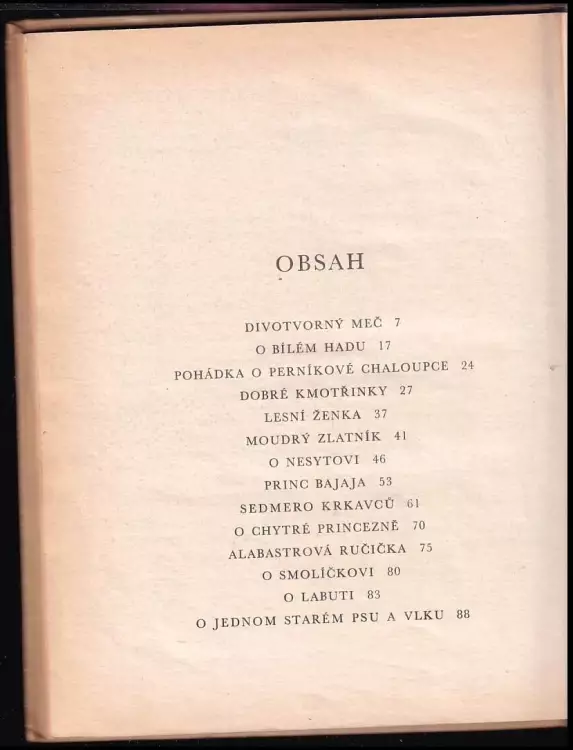 OBSAH
DIVOTVORNÝ MEČ 7
O BÍLÉM HADU 17
POHÁDKA O PERNÍKOVÉ CHALOUPCE 24
DOBRÉ KMOTŘINKY 27
LESNÍ ŽENKA 37
MOUDRÝ ZLATNÍK 41
O NESYTOVI 46
PRINC BAJAJA 53
SEDMERO KRKAVCŮ 61
O CHYTRÉ PRINCEZNĚ 70
ALABASTROVÁ RUČIČKA 75
O SMOLÍČKOVI 80
O LABUTI 83
O JEDNOM STARÉM PSU A VLKU 88